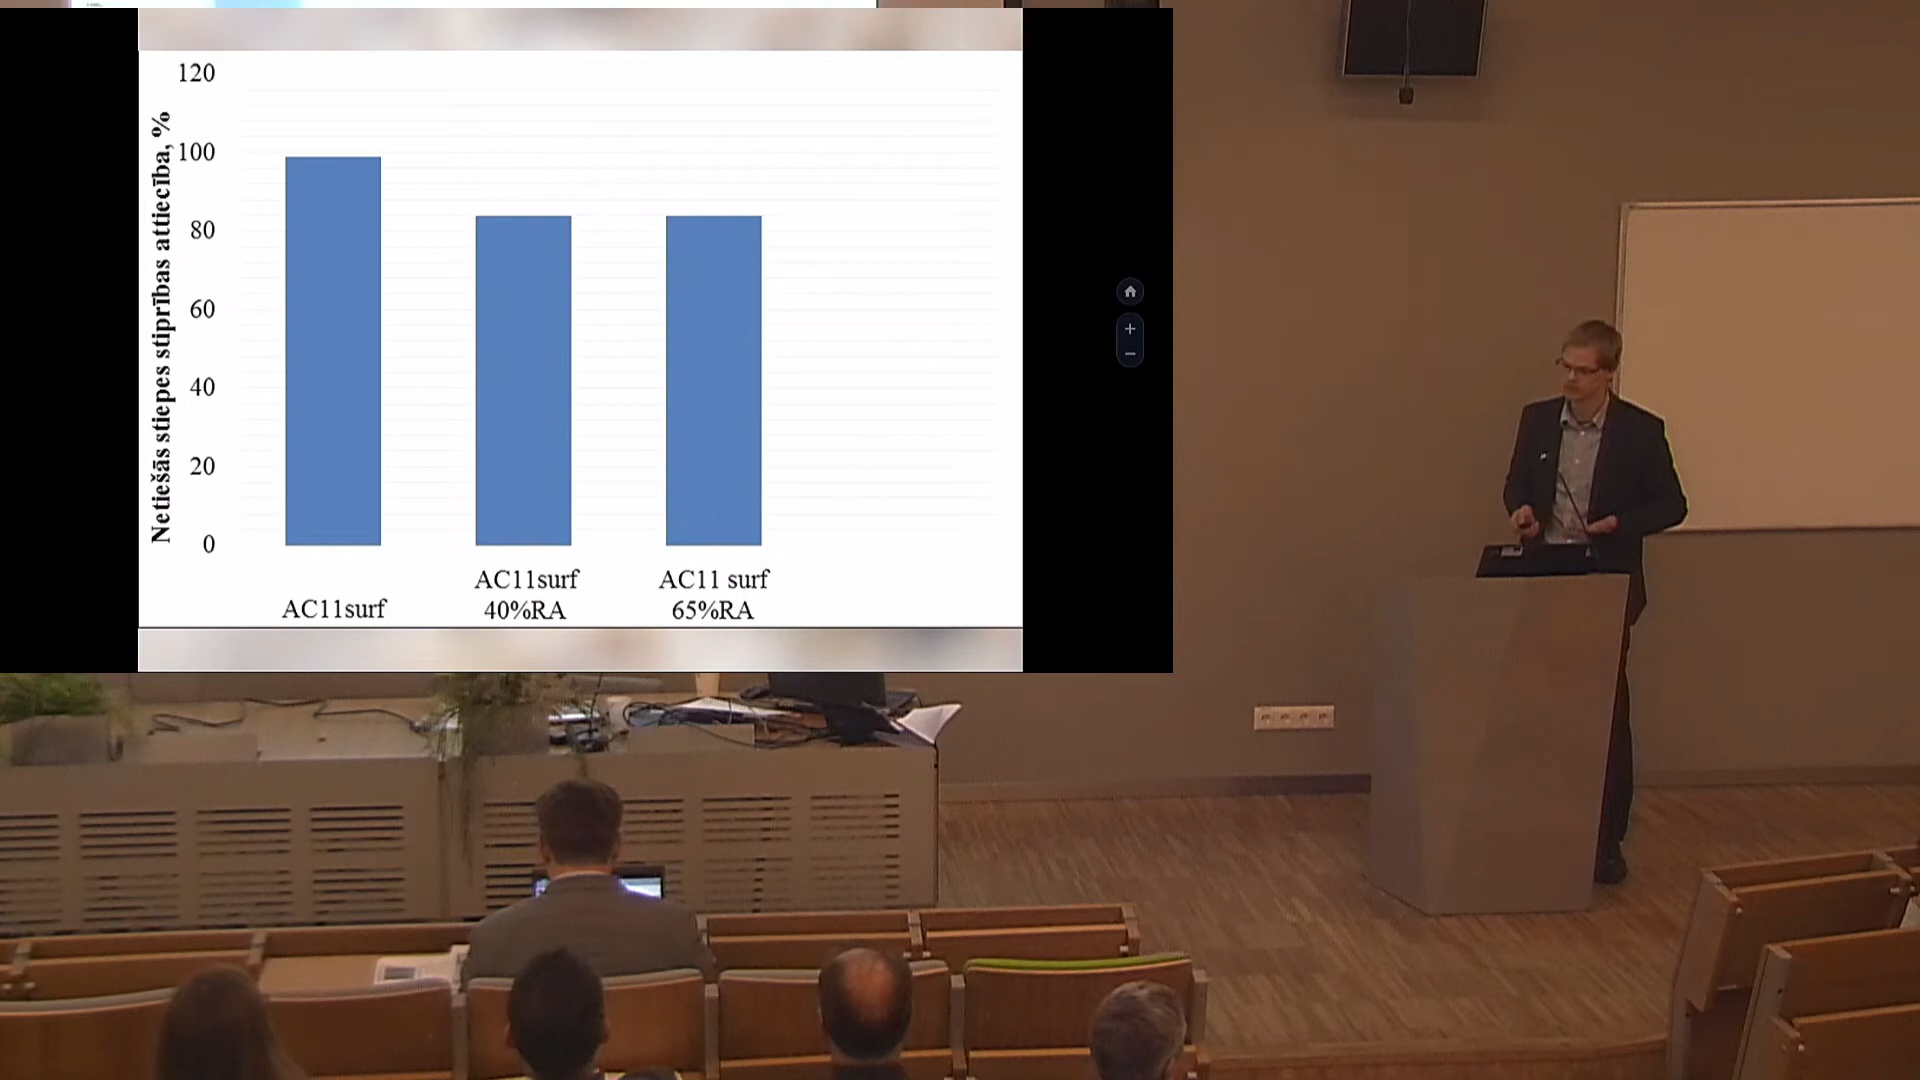 120
100
80
60
40
20
0
Netiešās stiepes stiprības attiecība, %
AC11surf
AC11surf
40%RA
AC11 surf
65%RA